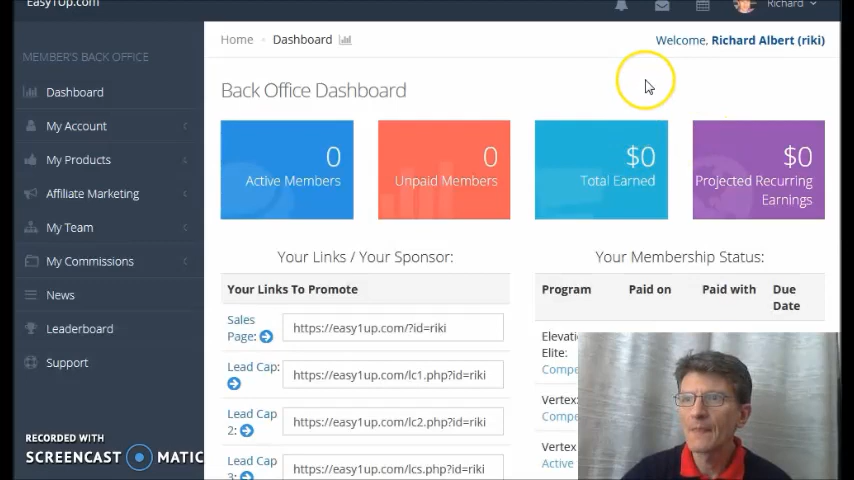 Easy1Up.com
Richard
MEMBER'S BACK OFFICE
Home - Dashboard
Welcome, Richard Albert (riki)
Dashboard
My Account
My Products
Affiliate Marketing
My Team
My Commissions
News
Leaderboard
Support
Back Office Dashboard
0
Active Members
0
Unpaid Members
$0
Total Earned
$0
Projected Recurring
Earnings
Your Links / Your Sponsor:
Your Links To Promote
Sales
Page:
https://easy1up.com/?id=riki
Lead Cap:
https://easy1up.com/lc1.php?id=riki
Lead Cap
2:
https://easy1up.com/lc2.php?id=riki
Lead Cap
3:
https://easy1up.com/lcs.php?id=riki
Your Membership Status:
Program Paid on Paid with Due
Date
Elite:
Vertex
Active
RECORDED WITH
SCREENCAST MATIC